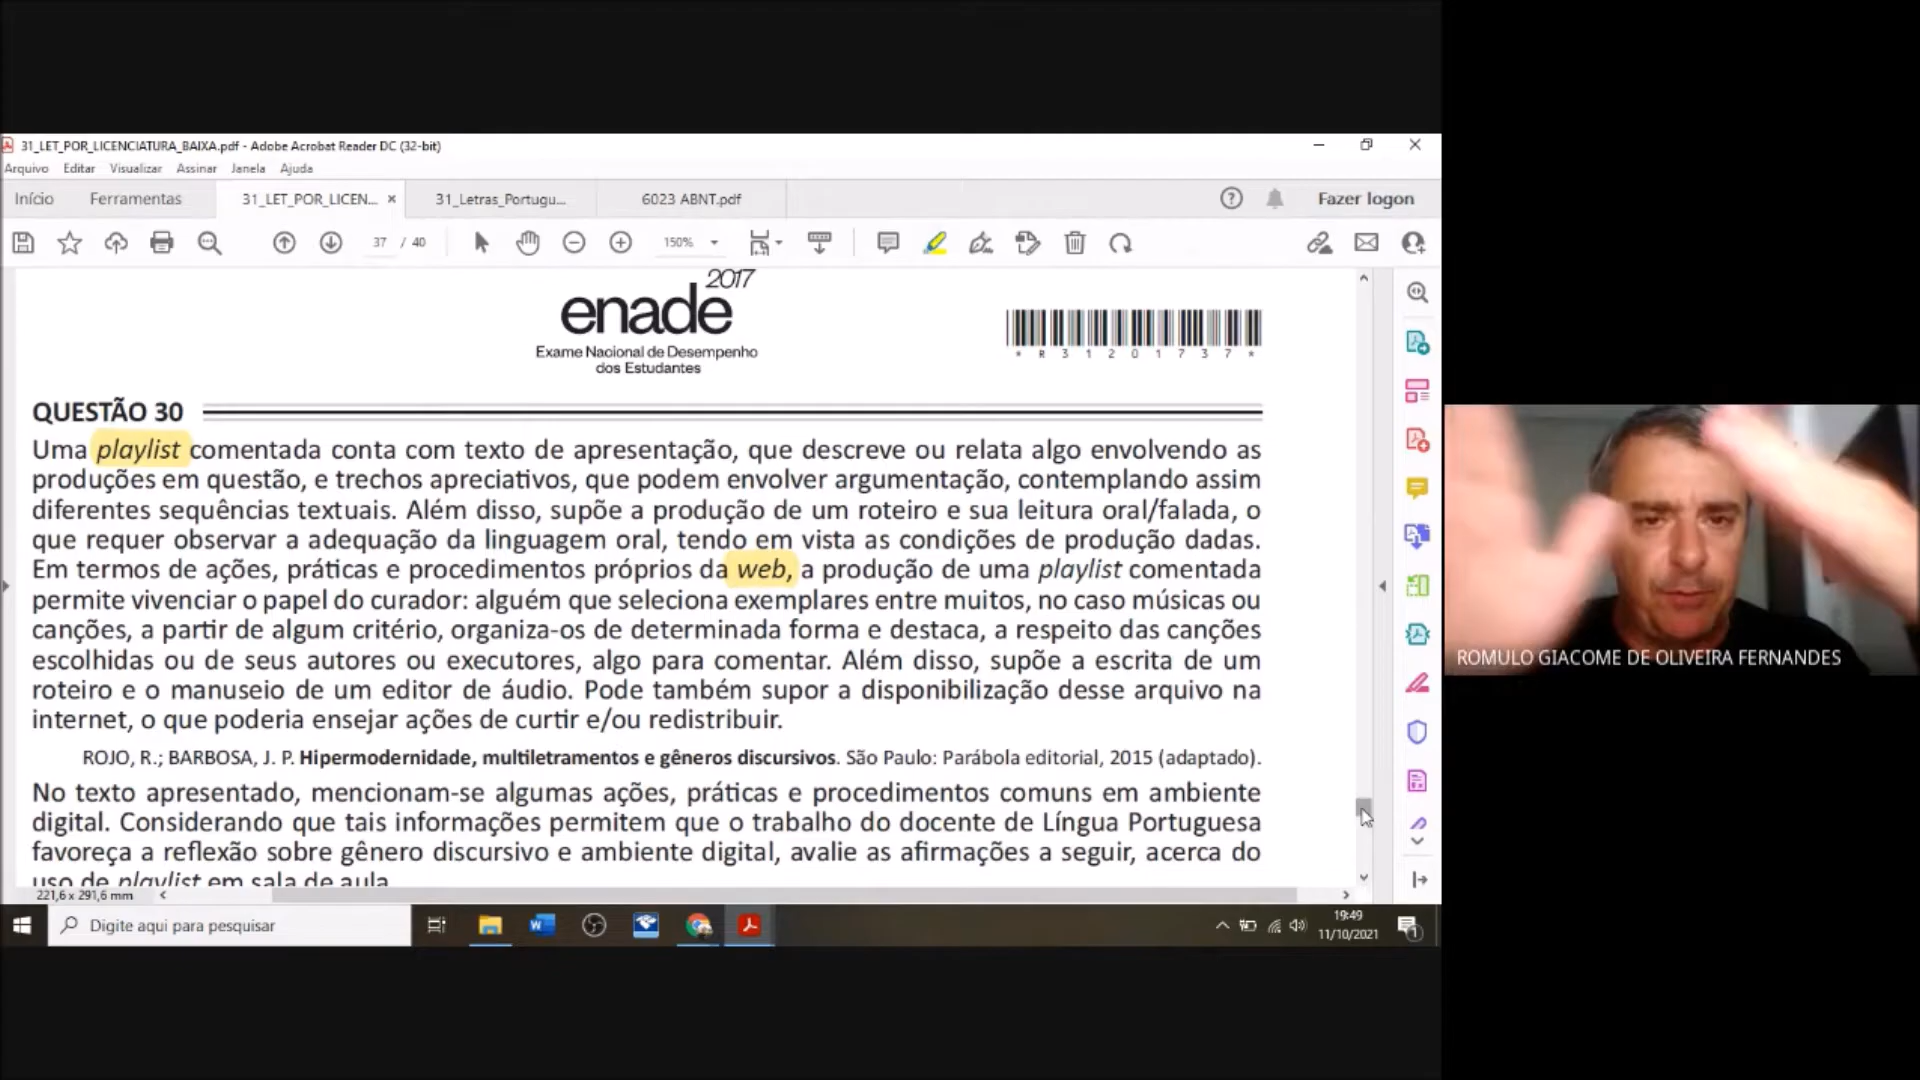 31_LET_POR_LICENCIATURA_BAIXA.pdf - Adobe Acrobat Reader DC (32-bit)
Arquivo Editar Visualizar Assinar Janela Ajuda
Início Ferramentas 31_LET_POR_LICEN... 31_Letras_Portugu... 6023 ABNT.pdf Fazer logon
37 / 40 150%
2017
enade
Exame Nacional de Desempenho
dos Estudantes
*R31201737*
QUESTÃO 30
Uma playlist comentada conta com texto de apresentação, que descreve ou relata algo envolvendo as
produções em questão, e trechos apreciativos, que podem envolver argumentação, contemplando assim
diferentes sequências textuais. Além disso, supõe a produção de um roteiro e sua leitura oral/falada, o
que requer observar a adequação da linguagem oral, tendo em vista as condições de produção dadas.
Em termos de ações, práticas e procedimentos próprios da web, a produção de uma playlist comentada
permite vivenciar o papel do curador: alguém que seleciona exemplares entre muitos, no caso músicas ou
canções, a partir de algum critério, organiza-os de determinada forma e destaca, a respeito das canções
escolhidas ou de seus autores ou executores, algo para comentar. Além disso, supõe a escrita de um
roteiro e o manuseio de um editor de áudio. Pode também supor a disponibilização desse arquivo na
internet, o que poderia ensejar ações de curtir e/ou redistribuir.
ROJO, R.; BARBOSA, J. P. Hipermodernidade, multiletramentos e gêneros discursivos. São Paulo: Parábola editorial, 2015 (adaptado).
No texto apresentado, mencionam-se algumas ações, práticas e procedimentos comuns em ambiente
digital. Considerando que tais informações permitem que o trabalho do docente de Língua Portuguesa
favoreça a reflexão sobre gênero discursivo e ambiente digital, avalie as afirmações a seguir, acerca do
uso de playlist em sala de aula
221,6 x 291,6 mm
Digite aqui para pesquisar
19:49
11/10/2021
1
ROMULO GIACOME DE OLIVEIRA FERNANDES